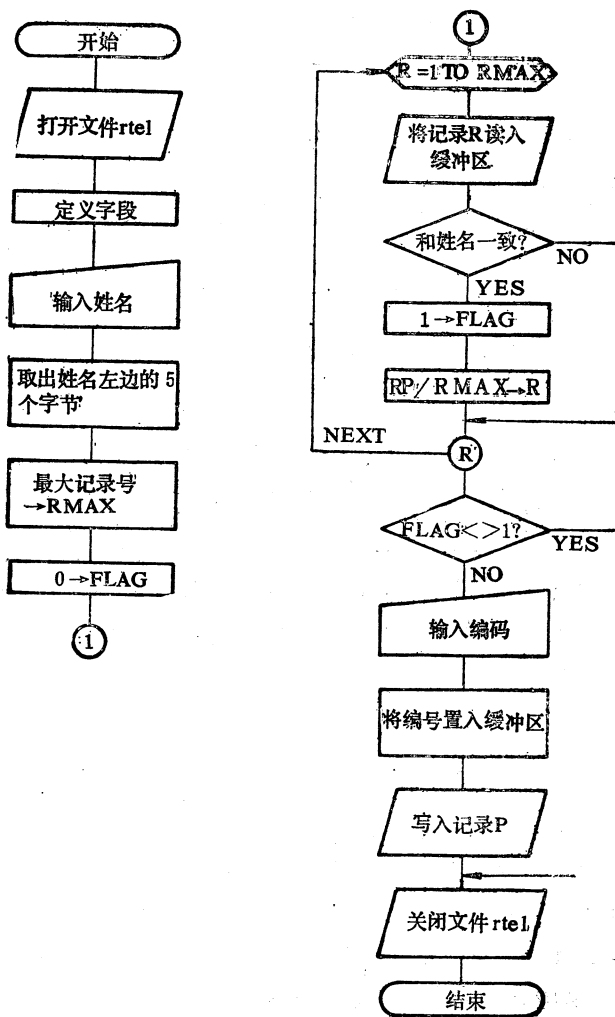 开始
打开文件rtel
定义字段
输入姓名
取出姓名左边的5
个字节
最大记录号
→RMAX
0→FLAG
1
1
R=1 TO RMAX
将记录R读入
缓冲区
和姓名一致?
NO
YES
1→FLAG
RP/RMAX→R
NEXT
R
FLAG<>1?
YES
NO
输入编码
将编号置入缓冲区
写入记录P
关闭文件rtel
结束